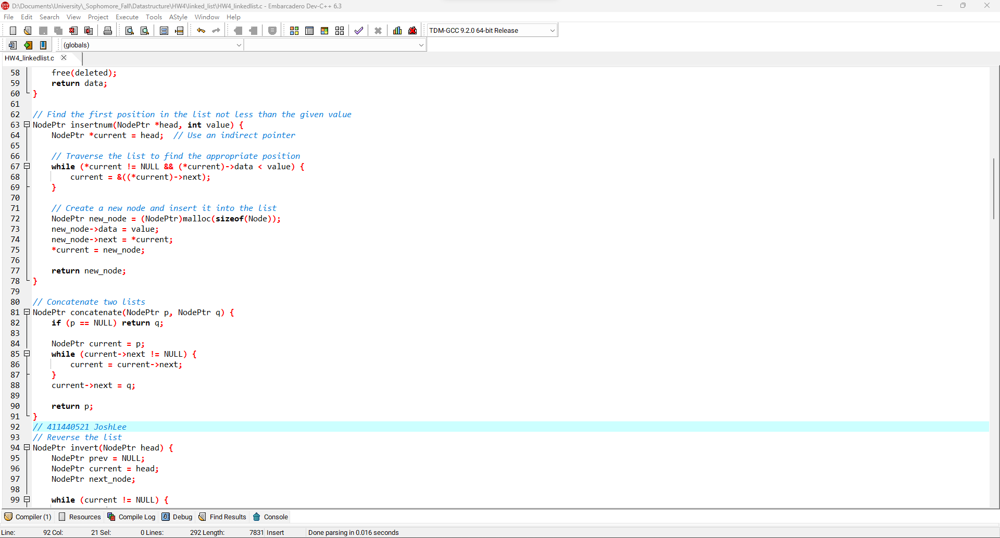 D:\Documents\University\_Sophomore_Fall\Datastructure\HW4\linked_list\HW4_linkedlist.c - Embarcadero Dev-C++ 6.3
File Edit Search View Project Execute Tools AStyle Window Help
TDM-GCC 9.2.0 64-bit Release
(globals)
HW4_linkedlist.c
58     free(deleted);
59     return data;
60 }
61
62 // Find the first position in the list not less than the given value
63 NodePtr insertnum(NodePtr *head, int value) {
64     NodePtr *current = head;  // Use an indirect pointer
65
66     // Traverse the list to find the appropriate position
67     while (*current != NULL && (*current)->data < value) {
68         current = &((*current)->next);
69     }
70
71     // Create a new node and insert it into the list
72     NodePtr new_node = (NodePtr)malloc(sizeof(Node));
73     new_node->data = value;
74     new_node->next = *current;
75     *current = new_node;
76
77     return new_node;
78 }
79
80 // Concatenate two lists
81 NodePtr concatenate(NodePtr p, NodePtr q) {
82     if (p == NULL) return q;
83
84     NodePtr current = p;
85     while (current->next != NULL) {
86         current = current->next;
87     }
88     current->next = q;
89
90     return p;
91 }
92 // 411440521 JoshLee
93 // Reverse the list
94 NodePtr invert(NodePtr head) {
95     NodePtr prev = NULL;
96     NodePtr current = head;
97     NodePtr next_node;
98
99     while (current != NULL) {
Compiler (1) Resources Compile Log Debug Find Results Console
Line: 92 Col: 21 Sel: 0 Lines: 292 Length: 7831 Insert Done parsing in 0.016 seconds